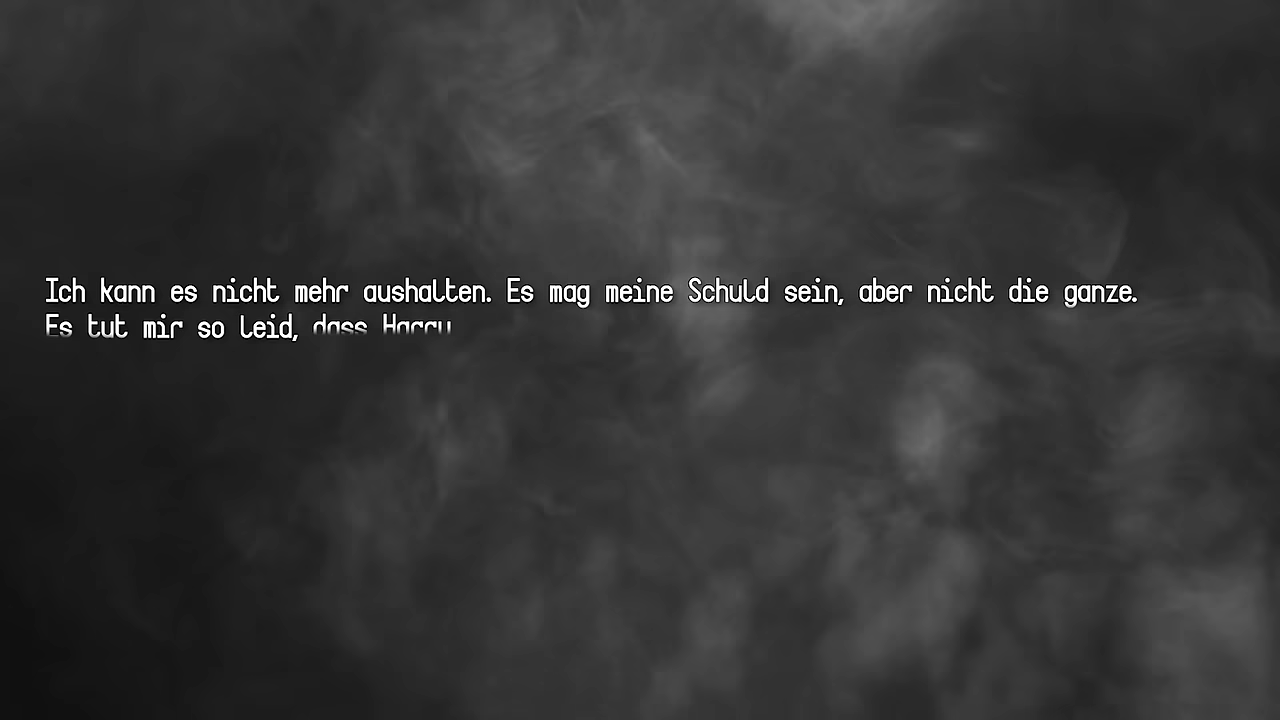 Ich kann es nicht mehr aushalten. Es mag meine Schuld sein, aber nicht die ganze.
Es tut mir so leid, dass Harry